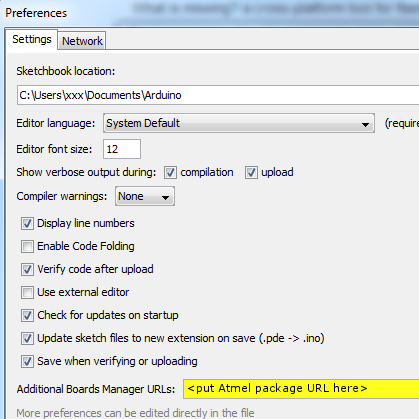 What is missing? a cross-platform tool for
Preferences
Settings Network
Sketchbook location:
C:\Users\xxx\Documents\Arduino
Editor language: System Default (require
Editor font size: 12
Show verbose output during: compilation upload
Compiler warnings: None
Display line numbers
Enable Code Folding
Verify code after upload
Use external editor
Check for updates on startup
Update sketch files to new extension on save (.pde -> .ino)
Save when verifying or uploading
Additional Boards Manager URLs: <put Atmel package URL here>
More preferences can be edited directly in the file